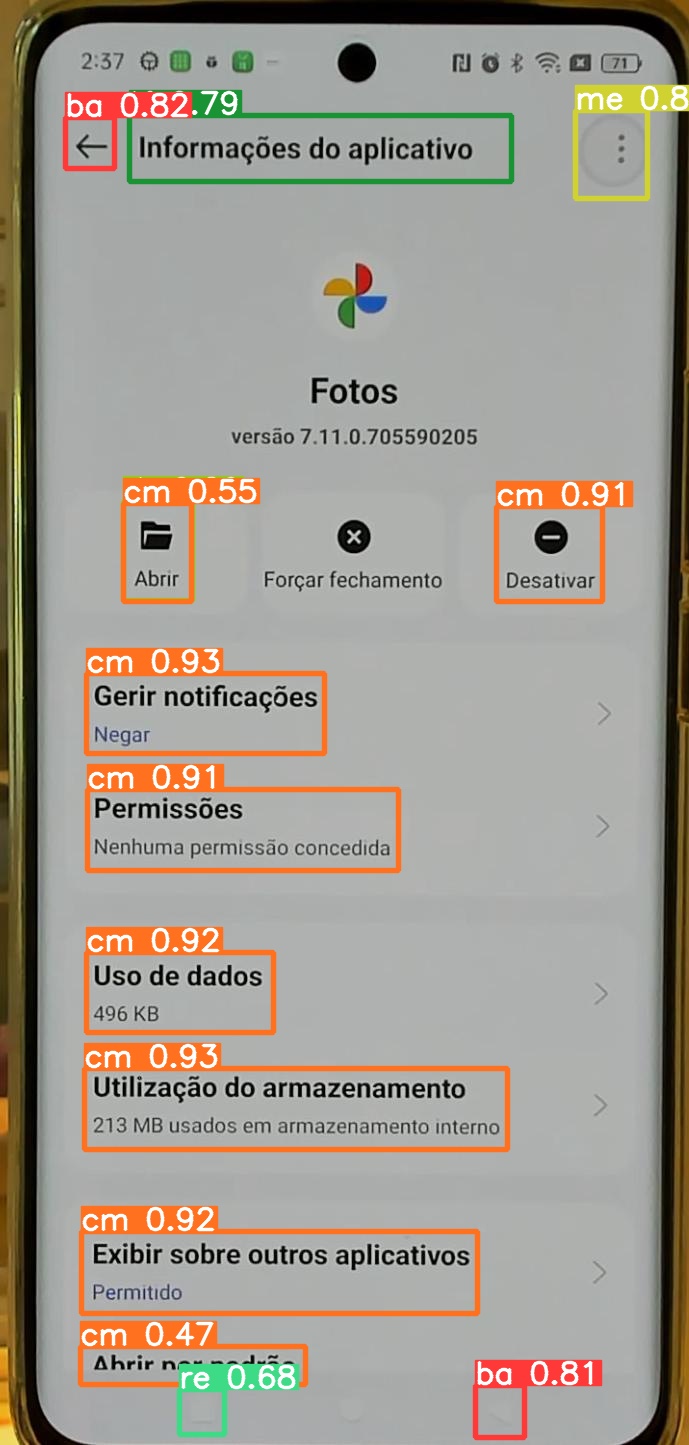 2:37
71
ba 0.82
.79
me 0.8
Informações do aplicativo
Fotos
versão 7.11.0.705590205
cm 0.55
cm 0.91
Abrir
Forçar fechamento
Desativar
cm 0.93
Gerir notificações
Negar
cm 0.91
Permissões
Nenhuma permissão concedida
cm 0.92
Uso de dados
496 KB
cm 0.93
Utilização do armazenamento
213 MB usados em armazenamento interno
cm 0.92
Exibir sobre outros aplicativos
Permitido
cm 0.47
Abrir por padrão
re 0.68
ba 0.81